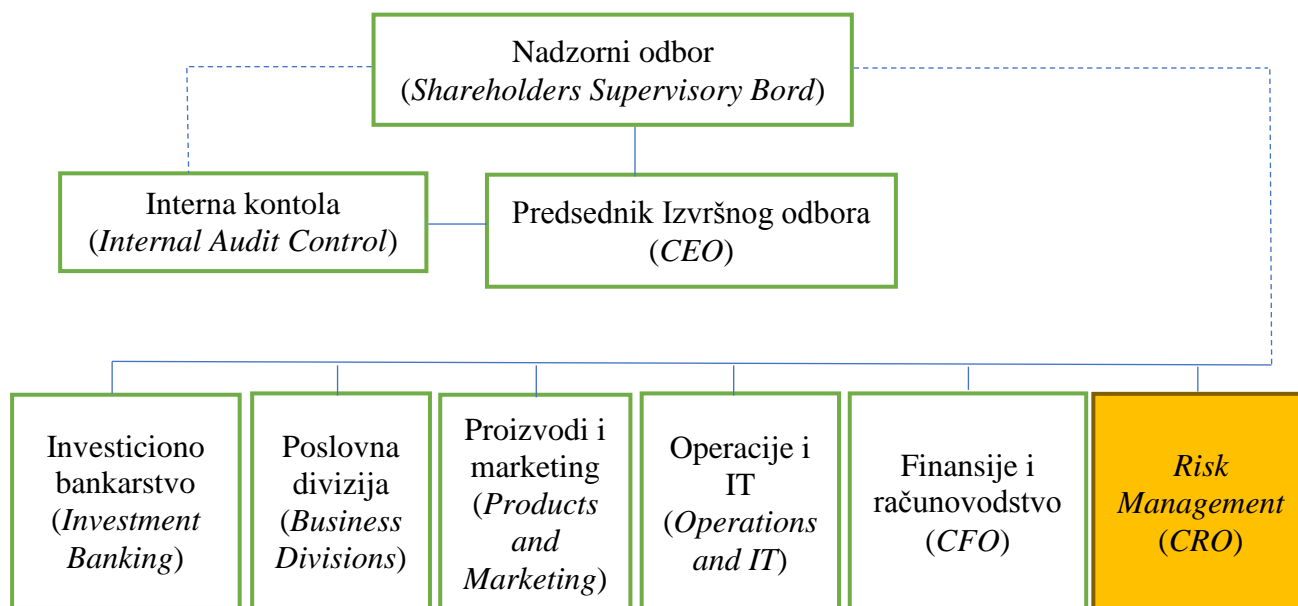 Nadzorni odbor
(Shareholders Supervisory Bord)
Interna kontola
(Internal Audit Control)
Predsednik Izvršnog odbora
(CEO)
Investiciono
bankarstvo
(Investment
Banking)
Poslovna
divizija
(Business
Divisions)
Proizvodi i
marketing
(Products
and
Marketing)
Operacije i
IT
(Operations
and IT)
Finansije i
računovodstvo
(CFO)
Risk
Management
(CRO)